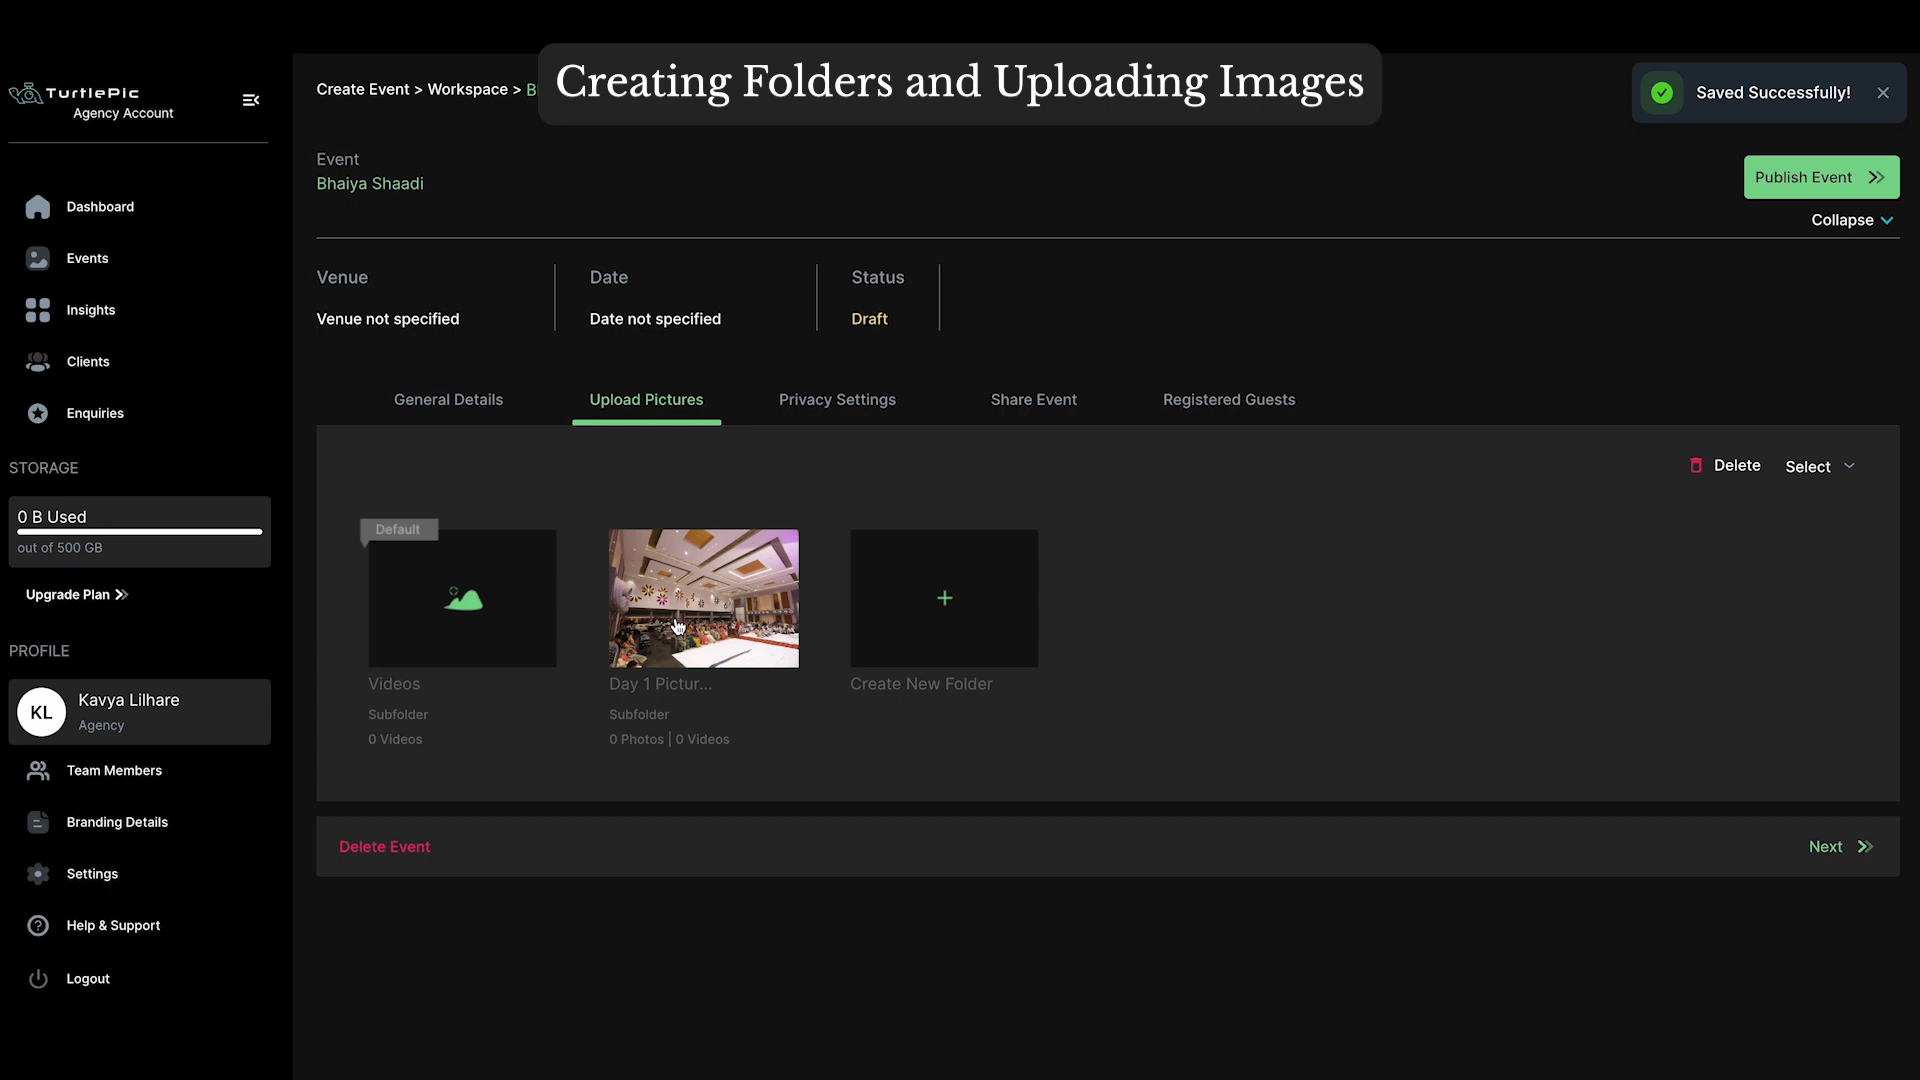 TurtlePic
Agency Account
Dashboard
Events
Insights
Clients
Enquiries
STORAGE
0 B Used
out of 500 GB
Upgrade Plan
PROFILE
KL
Kavya Lilhare
Agency
Team Members
Branding Details
Settings
Help & Support
Logout
Create Event > Workspace >
Creating Folders and Uploading Images
Saved Successfully!
Event
Bhaiya Shaadi
Publish Event
Collapse
Venue
Venue not specified
Date
Date not specified
Status
Draft
General Details
Upload Pictures
Privacy Settings
Share Event
Registered Guests
Delete
Select
Default
Videos
Subfolder
0 Videos
Day 1 Pictur...
Subfolder
0 Photos | 0 Videos
Create New Folder
Delete Event
Next